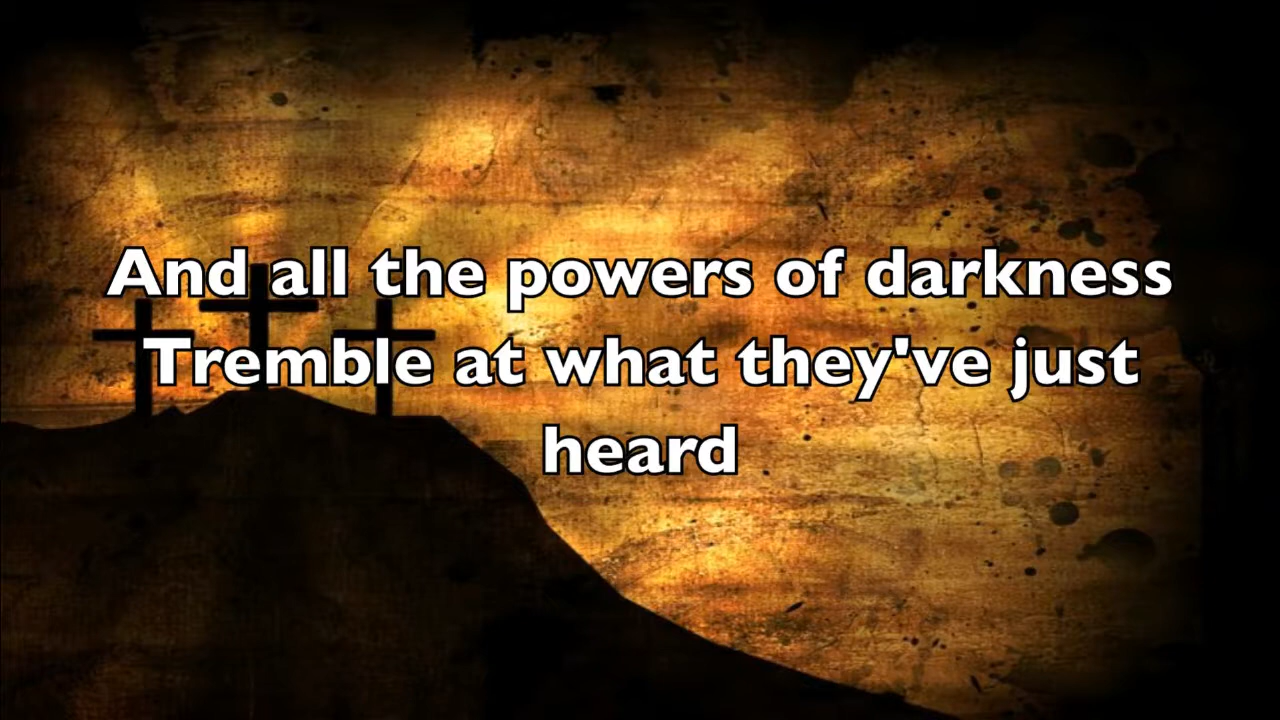 And all the powers of darkness
Tremble at what they've just
heard